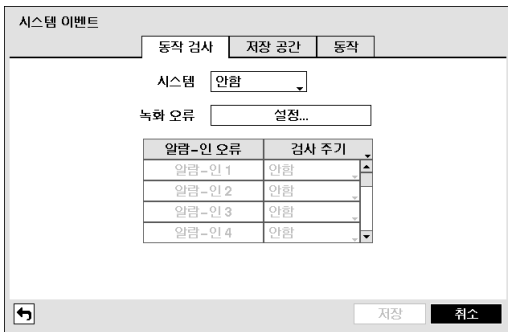 시스템 이벤트
동작 검사 저장 공간 동작
시스템 안함
녹화 오류 설정...
알람-인 오류 검사 주기
알람-인 1 안함
알람-인 2 안함
알람-인 3 안함
알람-인 4 안함
저장 취소